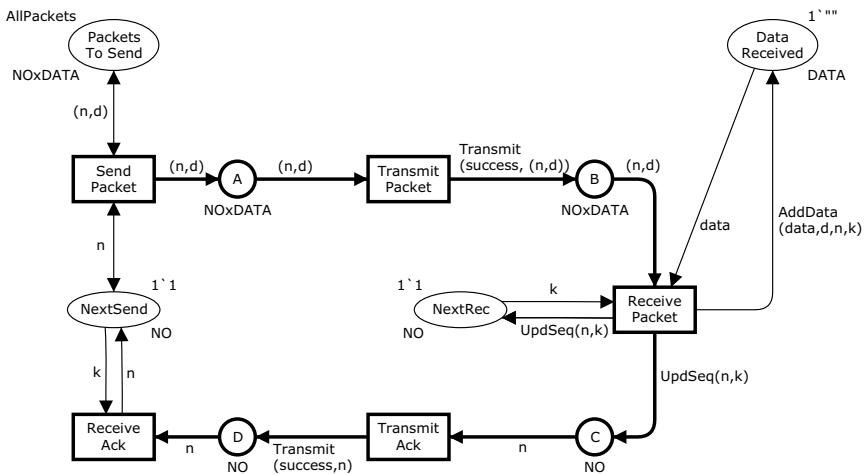 AllPackets
Packets
To Send
NOxDATA
1`""
Data
Received
DATA
(n,d)
Send
Packet
(n,d)
A
NOxDATA
(n,d)
Transmit
Packet
Transmit
(success, (n,d))
B
NOxDATA
(n,d)
data
AddData
(data,d,n,k)
n
1`1
NextSend
NO
1`1
NextRec
NO
k
UpdSeq(n,k)
Receive
Packet
UpdSeq(n,k)
k
n
Receive
Ack
n
D
NO
Transmit
(success,n)
Transmit
Ack
n
C
NO